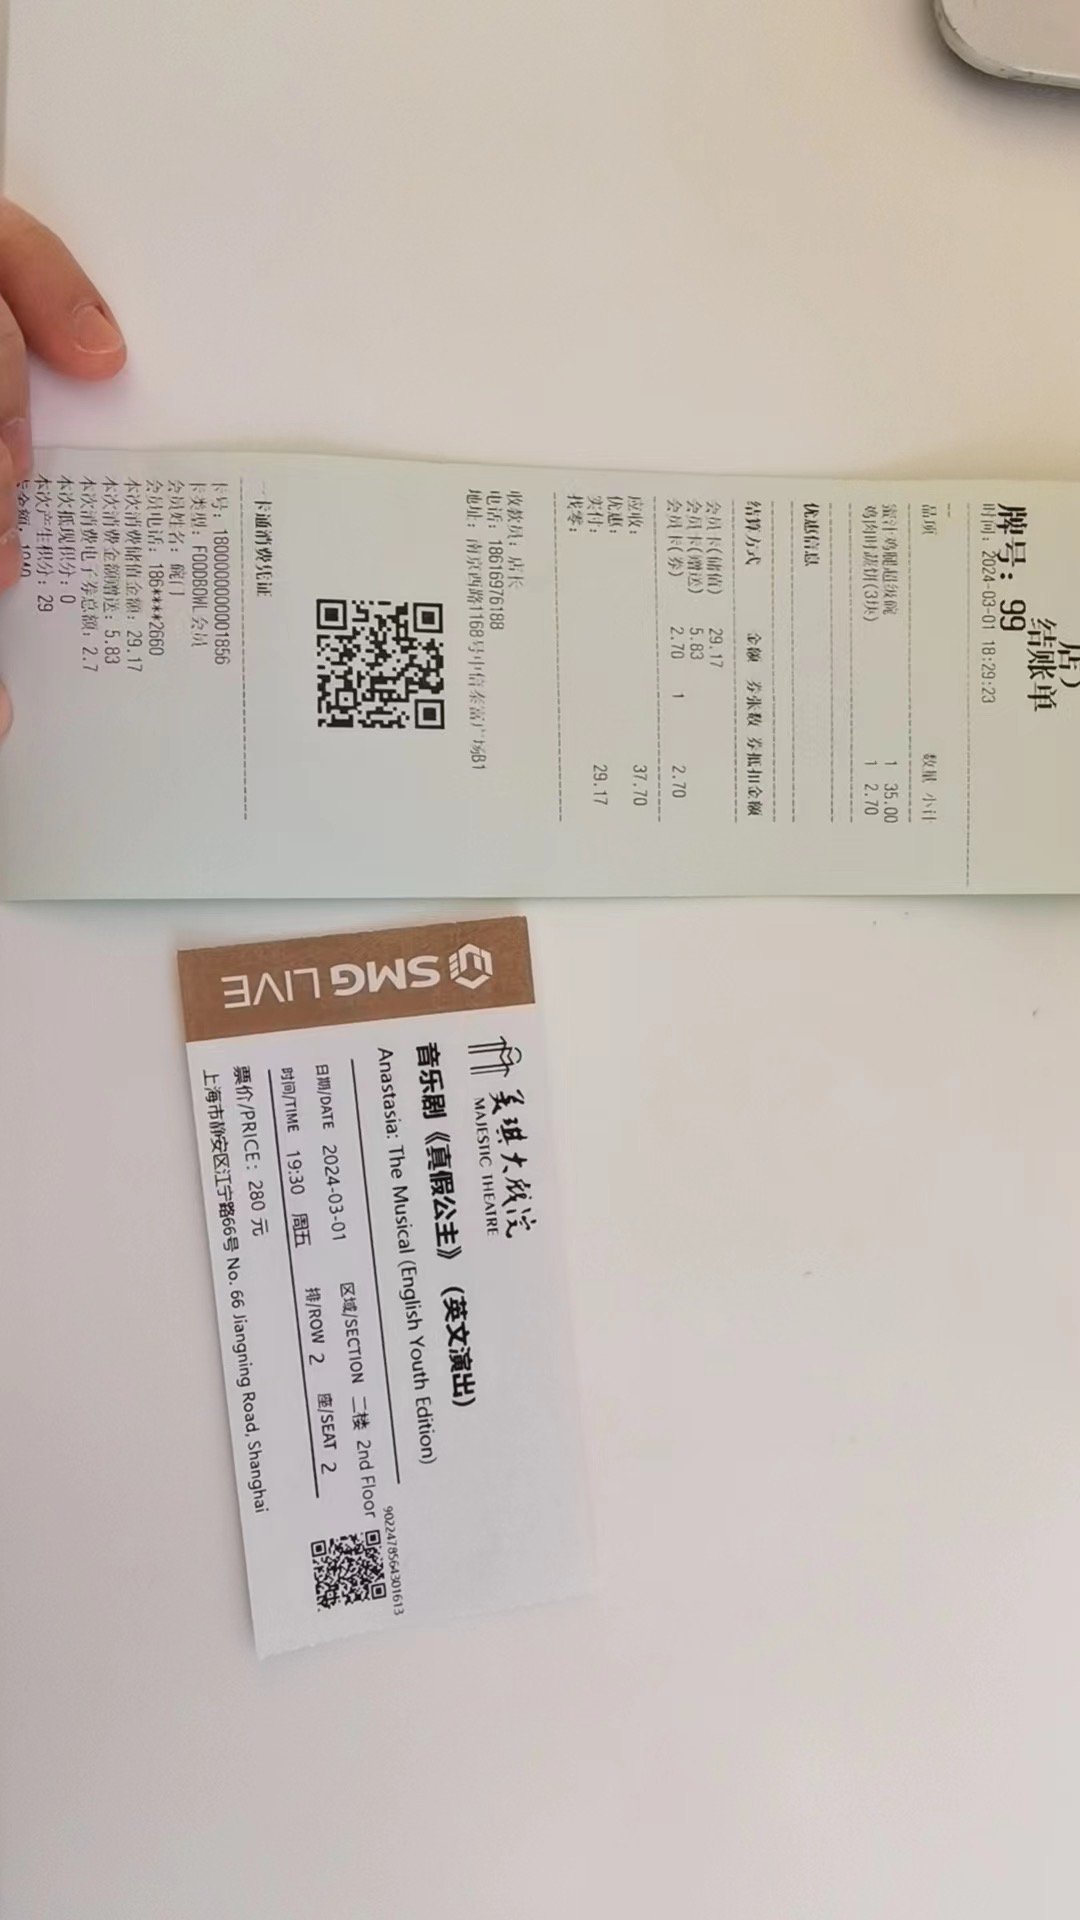 店）
结账单
牌号：99
时间：2024-03-01 18:29:23
品项 数量 小计
蜜汁鸡腿超级碗 1 35.00
鸡肉时蔬饼(3块) 1 2.70
优惠信息
结算方式 金额 券张数 券抵扣金额
会员卡(储值) 29.17
会员卡(赠送) 5.83
会员卡(券) 2.70 1 2.70
应收： 37.70
优惠：
实付： 29.17
找零：
收款员：店长
电话：18616976188
地址：南京西路1168号中信泰富广场B1
一卡通消费凭证
卡号：1800000000001856
卡类型：FOODBOWL会员
会员姓名：碗门
会员电话：186****2660
本次消费储值金额：29.17
本次消费金额赠送：5.83
本次消费电子券总额：2.7
本次抵现积分：0
本次产生积分：29
SMG LIVE
美琪大戏院
MAJESTIC THEATRE
音乐剧《真假公主》（英文演出）
Anastasia: The Musical (English Youth Edition)
日期/DATE 2024-03-01 区域/SECTION 二楼 2nd Floor
时间/TIME 19:30 周五 排/ROW 2 座/SEAT 2
票价/PRICE：280 元
上海市静安区江宁路66号 No. 66 Jiangning Road, Shanghai
9022478564301613